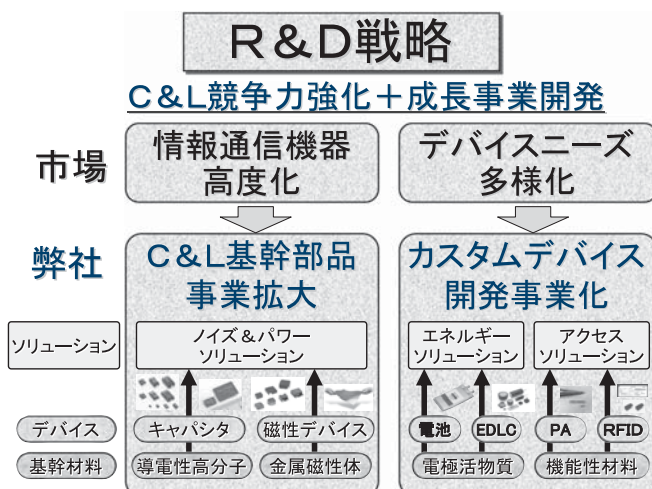 R&D戦略
C&L競争力強化+成長事業開発
市場
情報通信機器
高度化
デバイスニーズ
多様化
弊社
C&L基幹部品
事業拡大
カスタムデバイス
開発事業化
ソリューション
ノイズ&パワー
ソリューション
エネルギー
ソリューション
アクセス
ソリューション
デバイス
キャパシタ
磁性デバイス
電池
EDLC
PA
RFID
基幹材料
導電性高分子
金属磁性体
電極活物質
機能性材料